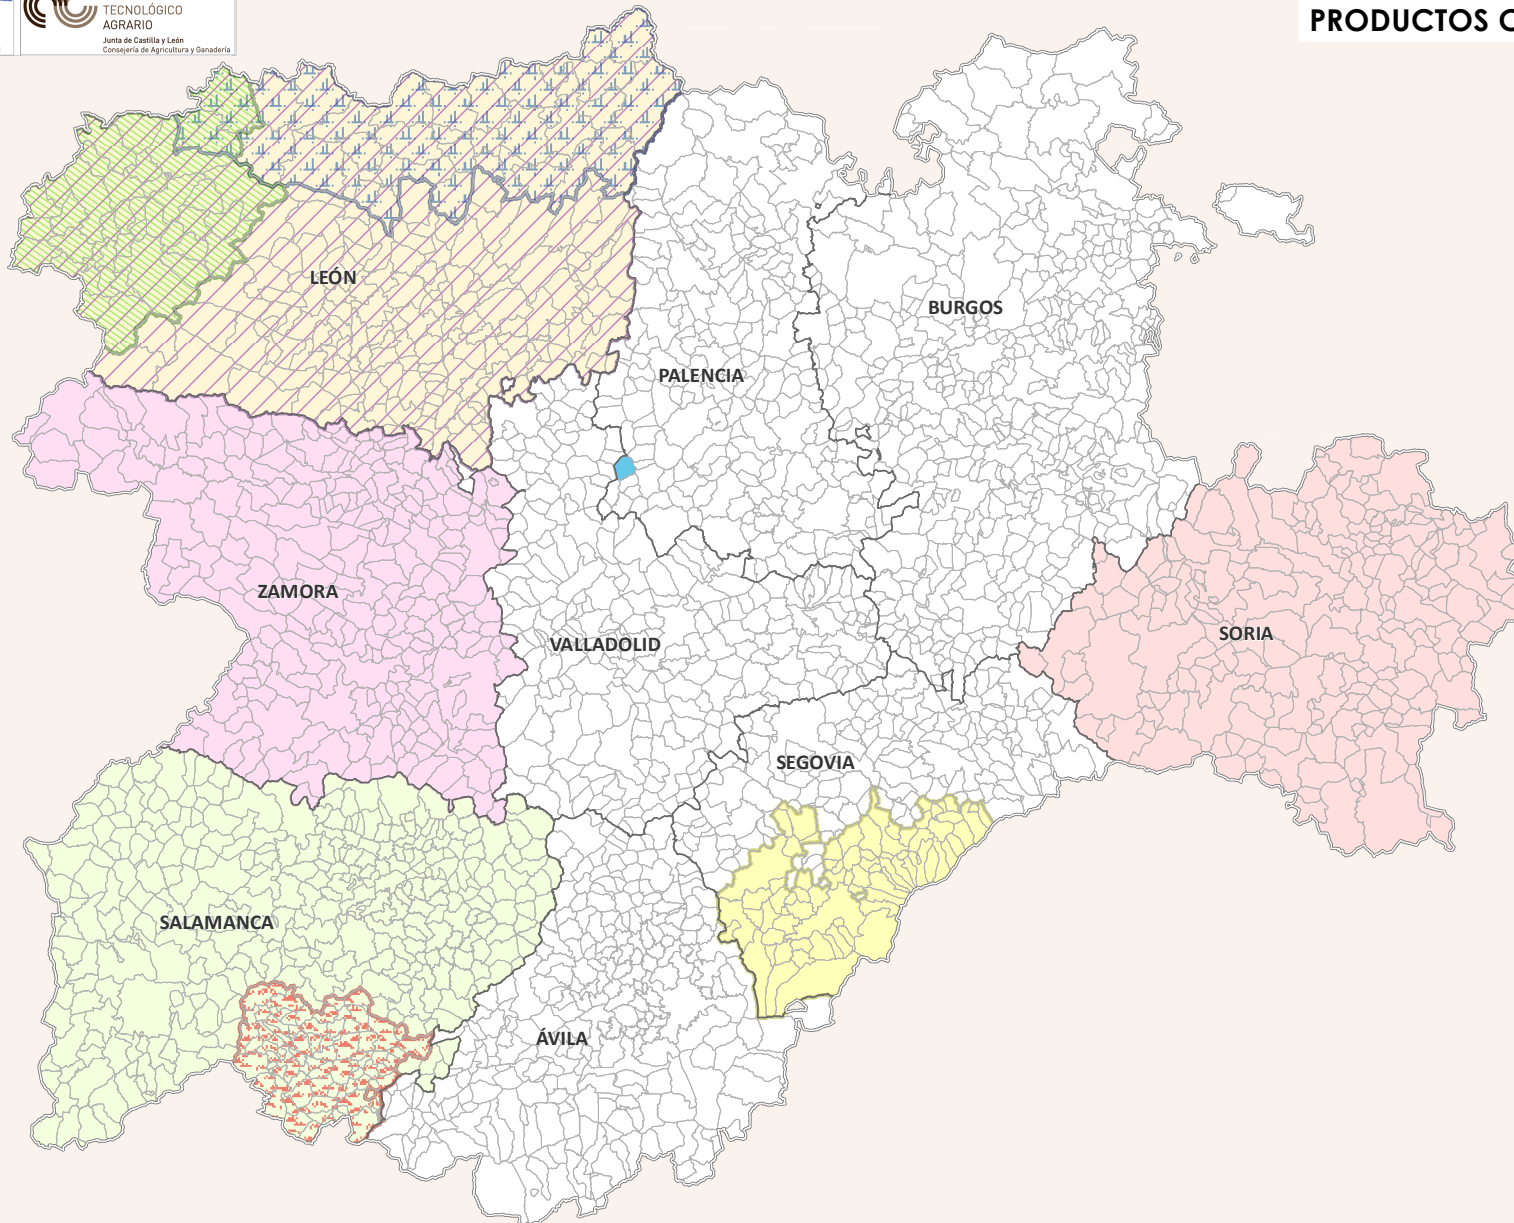 TECNOLÓGICO
AGRARIO
Junta de Castilla y León
Consejería de Agricultura y Ganadería
PRODUCTOS C
LEÓN
BURGOS
PALENCIA
ZAMORA
SORIA
VALLADOLID
SEGOVIA
SALAMANCA
ÁVILA